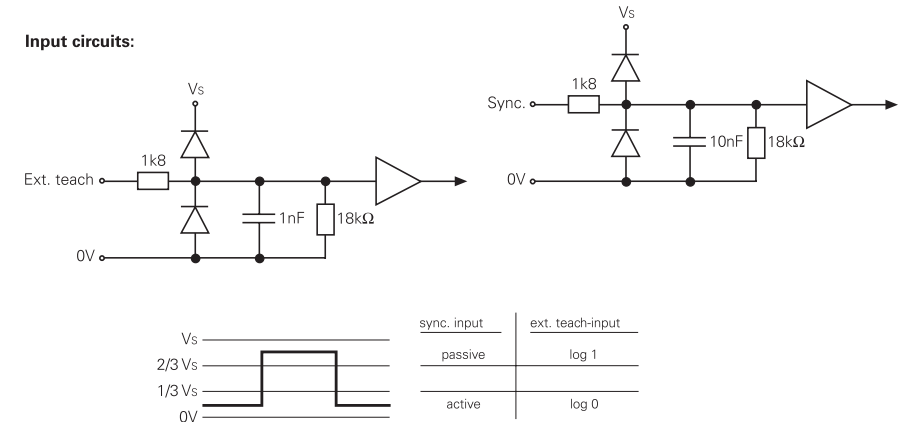 Input circuits:
Vs
1k8
Ext. teach
1nF
18kΩ
0V
Vs
1k8
Sync.
10nF
18kΩ
0V
Vs
2/3 Vs
1/3 Vs
0V
sync. input ext. teach-input
passive log 1
active log 0